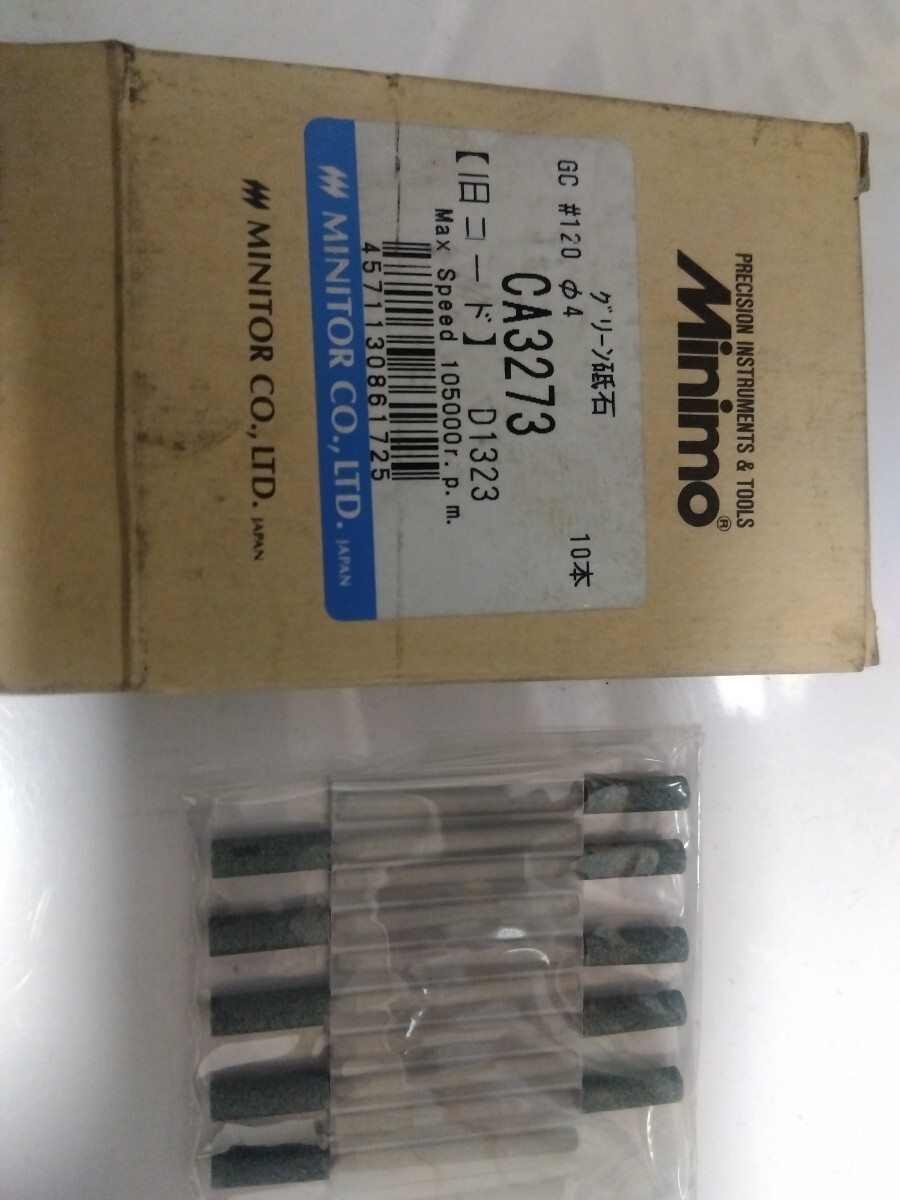 PRECISION INSTRUMENTS & TOOLS
Minimo®
グリーン砥石 10本
GC #120 φ4
CA3273
【旧コード】 D1323
Max Speed 105000r.p.m.
4571130861725
MINITOR CO., LTD. JAPAN
MINITOR CO., LTD. JAPAN